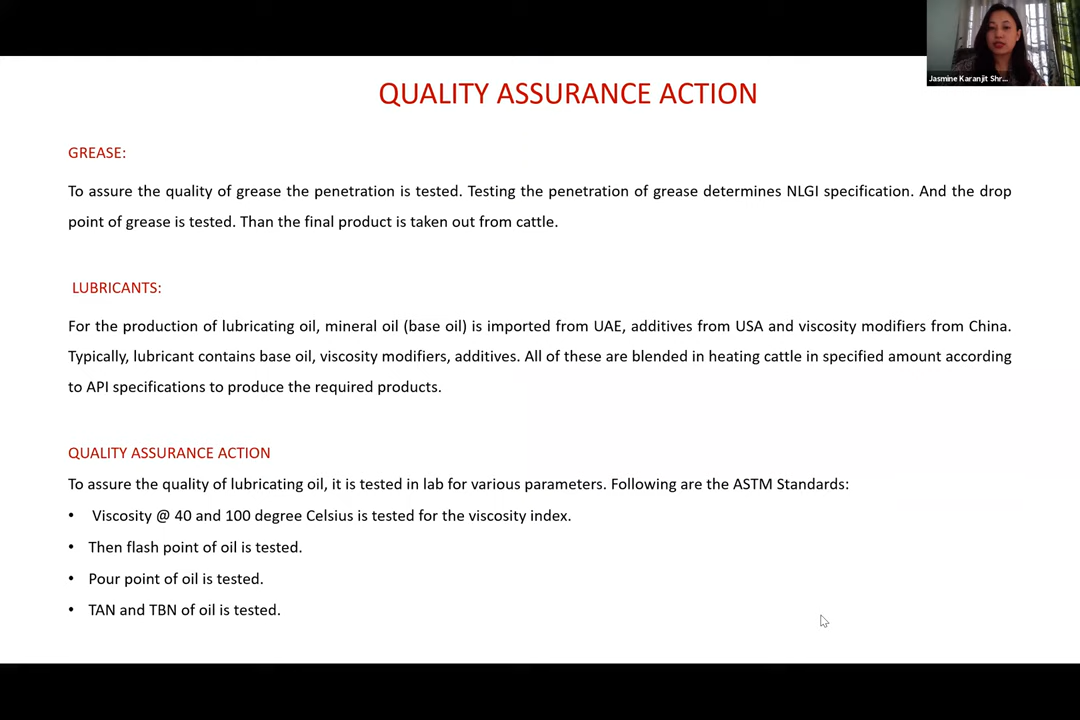 Jasmine Karanjit Shr...
QUALITY ASSURANCE ACTION
GREASE:
To assure the quality of grease the penetration is tested. Testing the penetration of grease determines NLGI specification. And the drop
point of grease is tested. Than the final product is taken out from cattle.
LUBRICANTS:
For the production of lubricating oil, mineral oil (base oil) is imported from UAE, additives from USA and viscosity modifiers from China.
Typically, lubricant contains base oil, viscosity modifiers, additives. All of these are blended in heating cattle in specified amount according
to API specifications to produce the required products.
QUALITY ASSURANCE ACTION
To assure the quality of lubricating oil, it is tested in lab for various parameters. Following are the ASTM Standards:
• Viscosity @ 40 and 100 degree Celsius is tested for the viscosity index.
• Then flash point of oil is tested.
• Pour point of oil is tested.
• TAN and TBN of oil is tested.